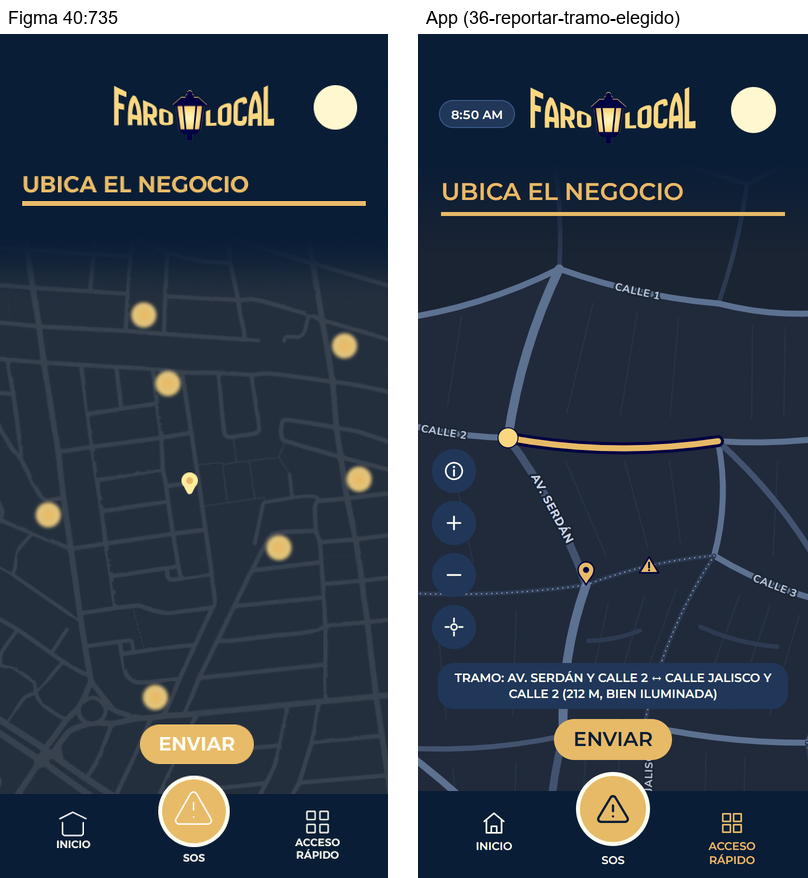 Figma 40:735
FARO LOCAL
UBICA EL NEGOCIO
ENVIAR
INICIO
SOS
ACCESO
RÁPIDO
App (36-reportar-tramo-elegido)
8:50 AM
FARO LOCAL
UBICA EL NEGOCIO
CALLE 1
CALLE 2
AV. SERDÁN
CALLE 3
TRAMO: AV. SERDÁN Y CALLE 2 ↔ CALLE JALISCO Y
CALLE 2 (212 M, BIEN ILUMINADA)
ENVIAR
INICIO
SOS
ACCESO
RÁPIDO